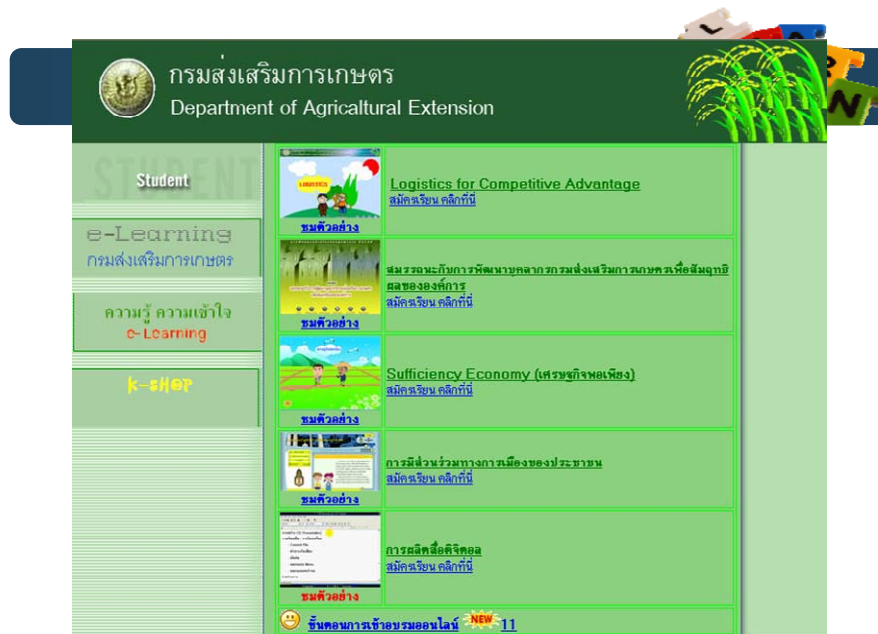 กรมส่งเสริมการเกษตร
Department of Agricaltural Extension
STUDENT
Student
e-Learning
กรมส่งเสริมการเกษตร
ความรู้ ความเข้าใจ
e-Learning
k-SHOP
LOGISTICS
Logistics for Competitive Advantage
สมัครเรียน คลิกที่นี่
ชมตัวอย่าง
สมรรถนะกับการพัฒนาบุคลากรกรมส่งเสริมการเกษตรเพื่อสัมฤทธิ
ผลขององค์การ
สมัครเรียน คลิกที่นี่
ชมตัวอย่าง
Sufficiency Economy (เศรษฐกิจพอเพียง)
สมัครเรียน คลิกที่นี่
ชมตัวอย่าง
การมีส่วนร่วมทางการเมืองของประชาชน
สมัครเรียน คลิกที่นี่
ชมตัวอย่าง
การผลิตสื่อดิจิตอล
สมัครเรียน คลิกที่นี่
ชมตัวอย่าง
ขั้นตอนการเข้าอบรมออนไลน์ NEW 11